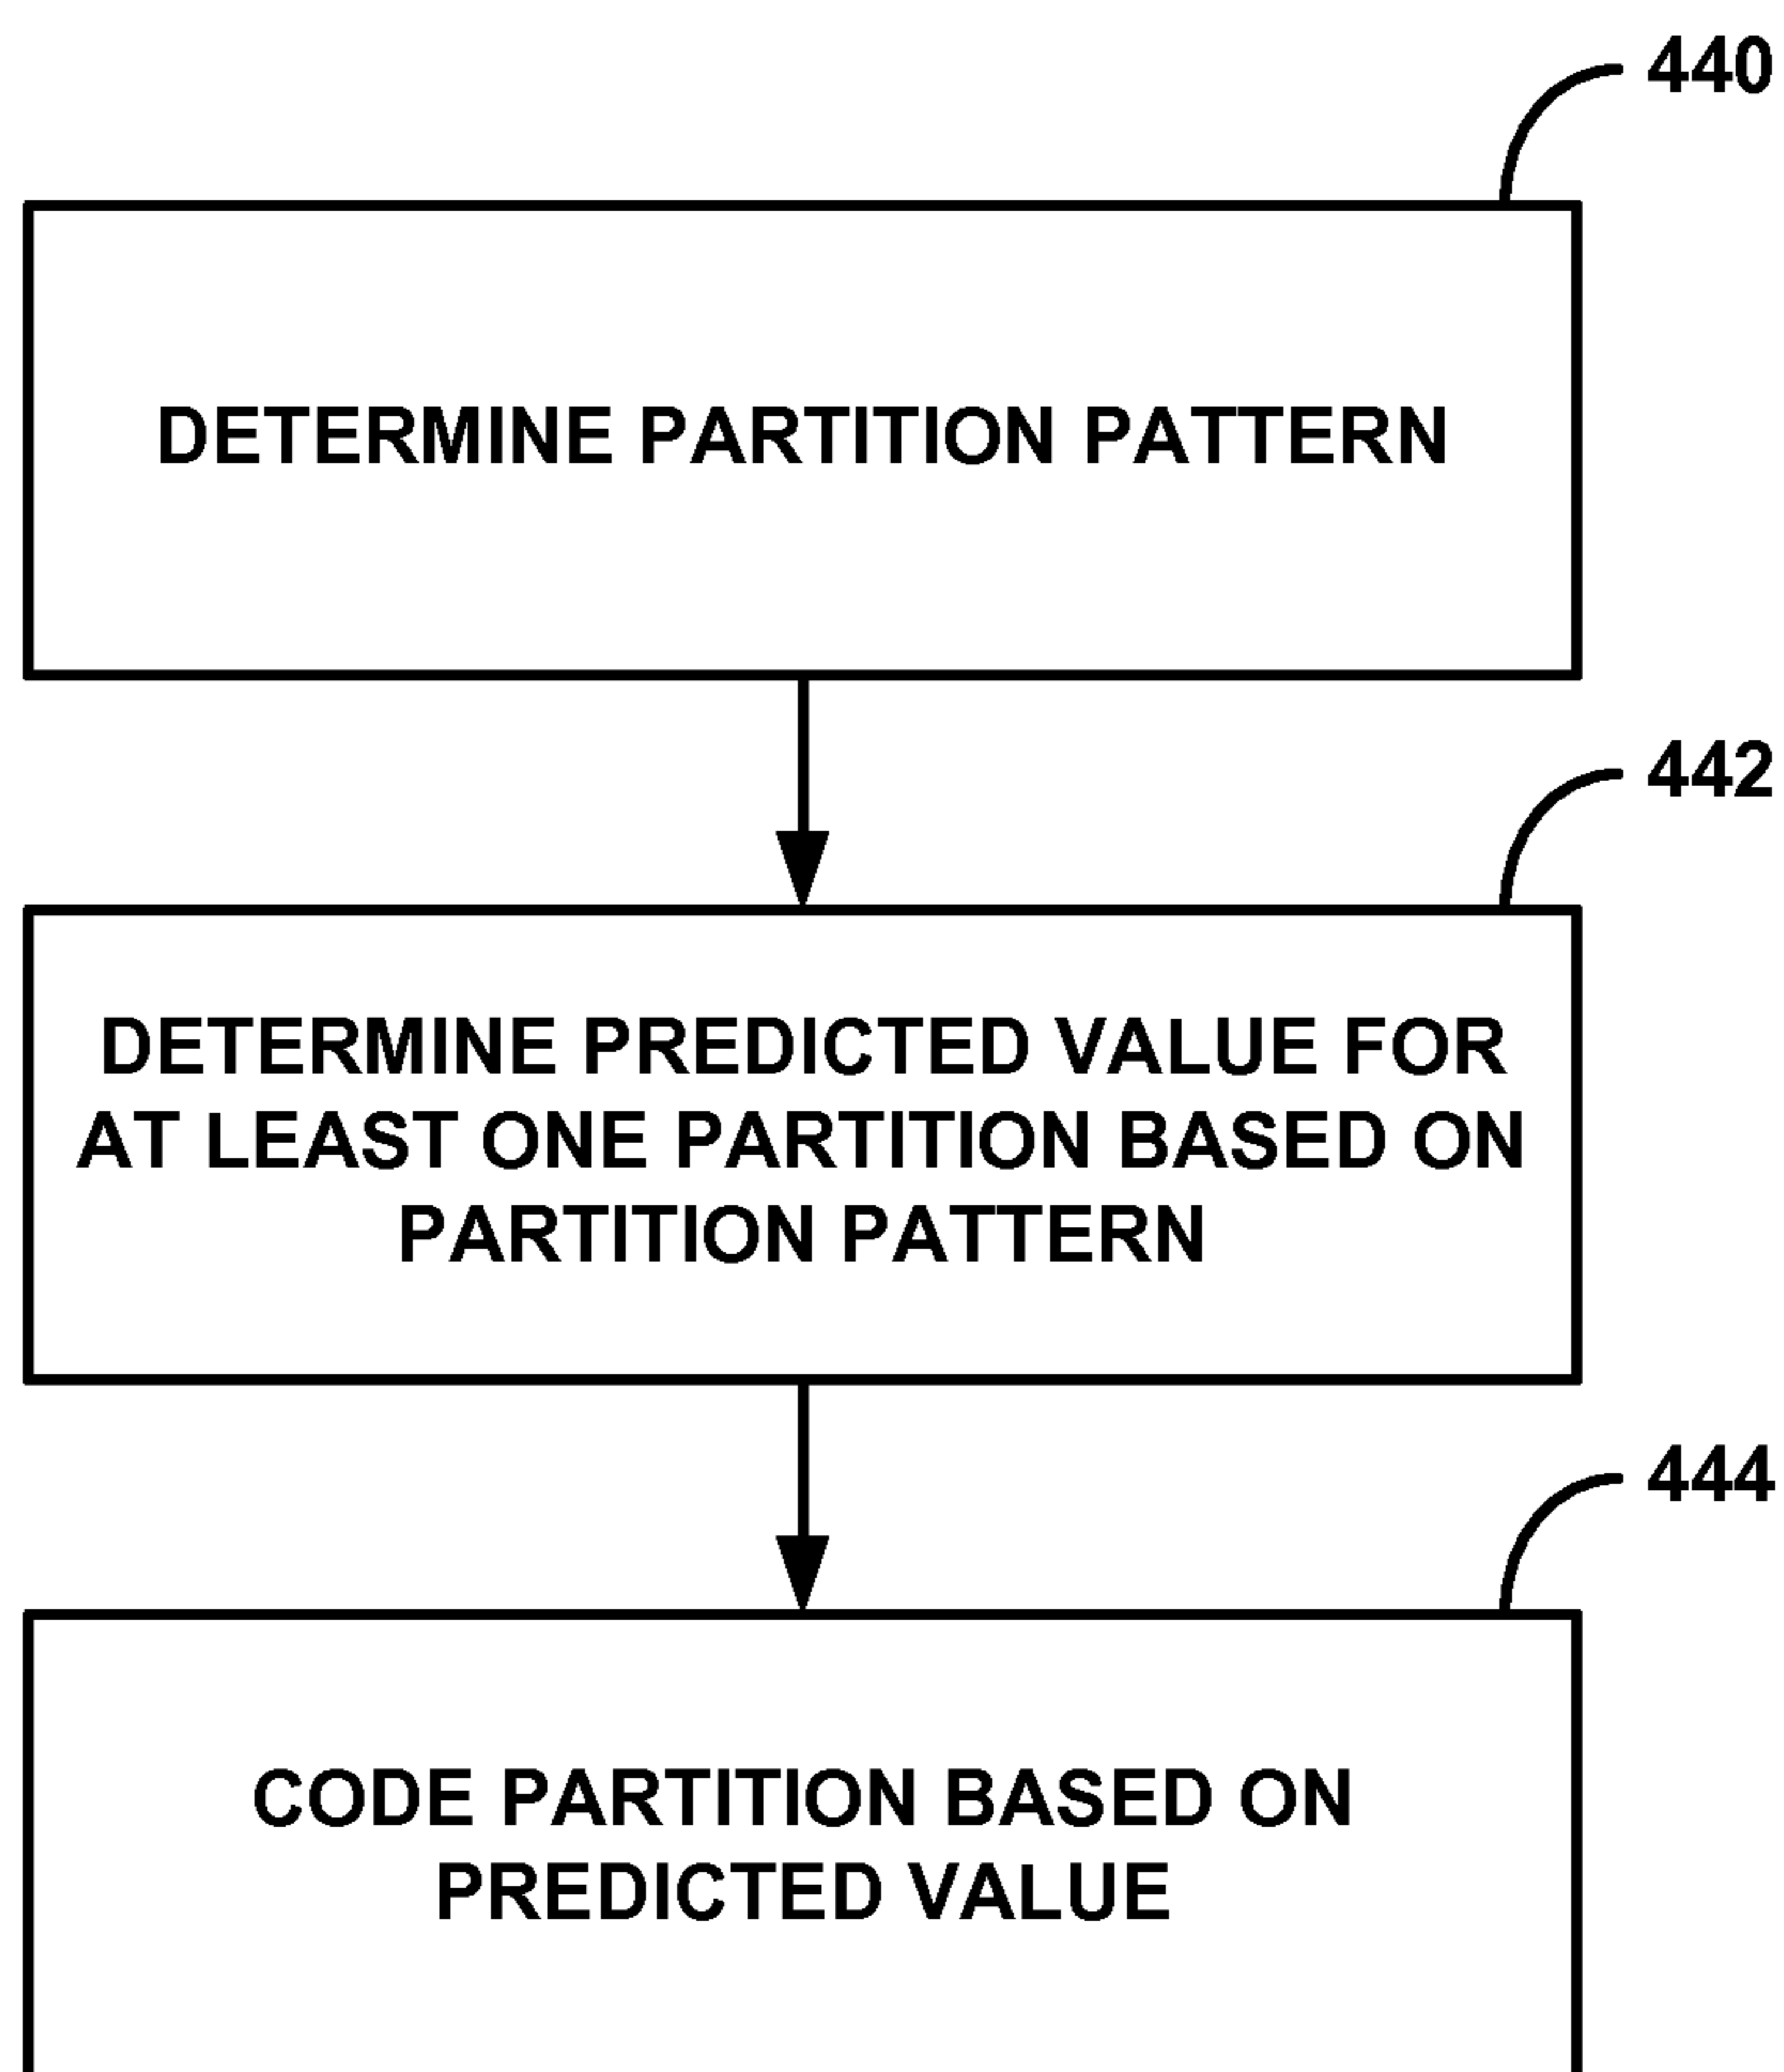 440
DETERMINE PARTITION PATTERN
442
DETERMINE PREDICTED VALUE FOR
AT LEAST ONE PARTITION BASED ON
PARTITION PATTERN
444
CODE PARTITION BASED ON
PREDICTED VALUE